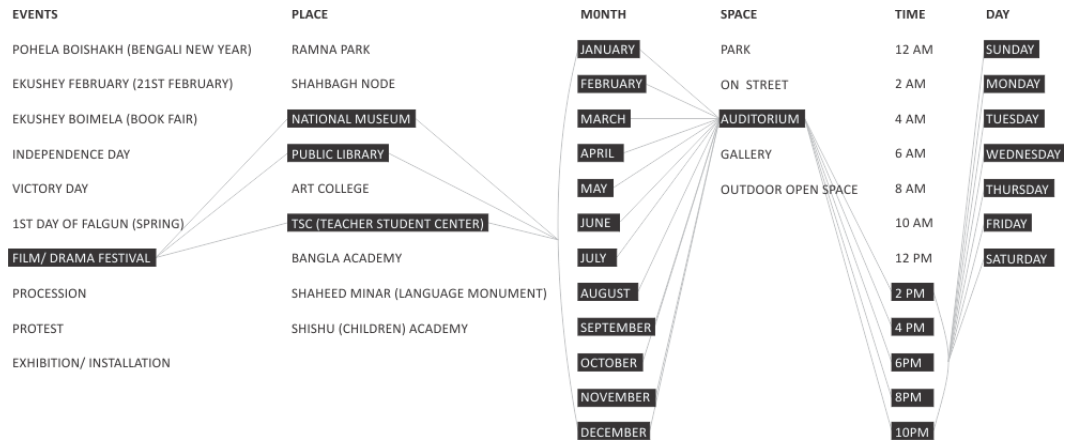 EVENTS PLACE M0NTH SPACE TIME DAY
POHELA BOISHAKH (BENGALI NEW YEAR) RAMNA PARK JANUARY PARK 12 AM SUNDAY
EKUSHEY FEBRUARY (21ST FEBRUARY) SHAHBAGH NODE FEBRUARY ON STREET 2 AM MONDAY
EKUSHEY BOIMELA (BOOK FAIR) NATIONAL MUSEUM MARCH AUDITORIUM 4 AM TUESDAY
INDEPENDENCE DAY PUBLIC LIBRARY APRIL GALLERY 6 AM WEDNESDAY
VICTORY DAY ART COLLEGE MAY OUTDOOR OPEN SPACE 8 AM THURSDAY
1ST DAY OF FALGUN (SPRING) TSC (TEACHER STUDENT CENTER) JUNE 10 AM FRIDAY
FILM/ DRAMA FESTIVAL BANGLA ACADEMY JULY 12 PM SATURDAY
PROCESSION SHAHEED MINAR (LANGUAGE MONUMENT) AUGUST 2 PM
PROTEST SHISHU (CHILDREN) ACADEMY SEPTEMBER 4 PM
EXHIBITION/ INSTALLATION OCTOBER 6PM
NOVEMBER 8PM
DECEMBER 10PM